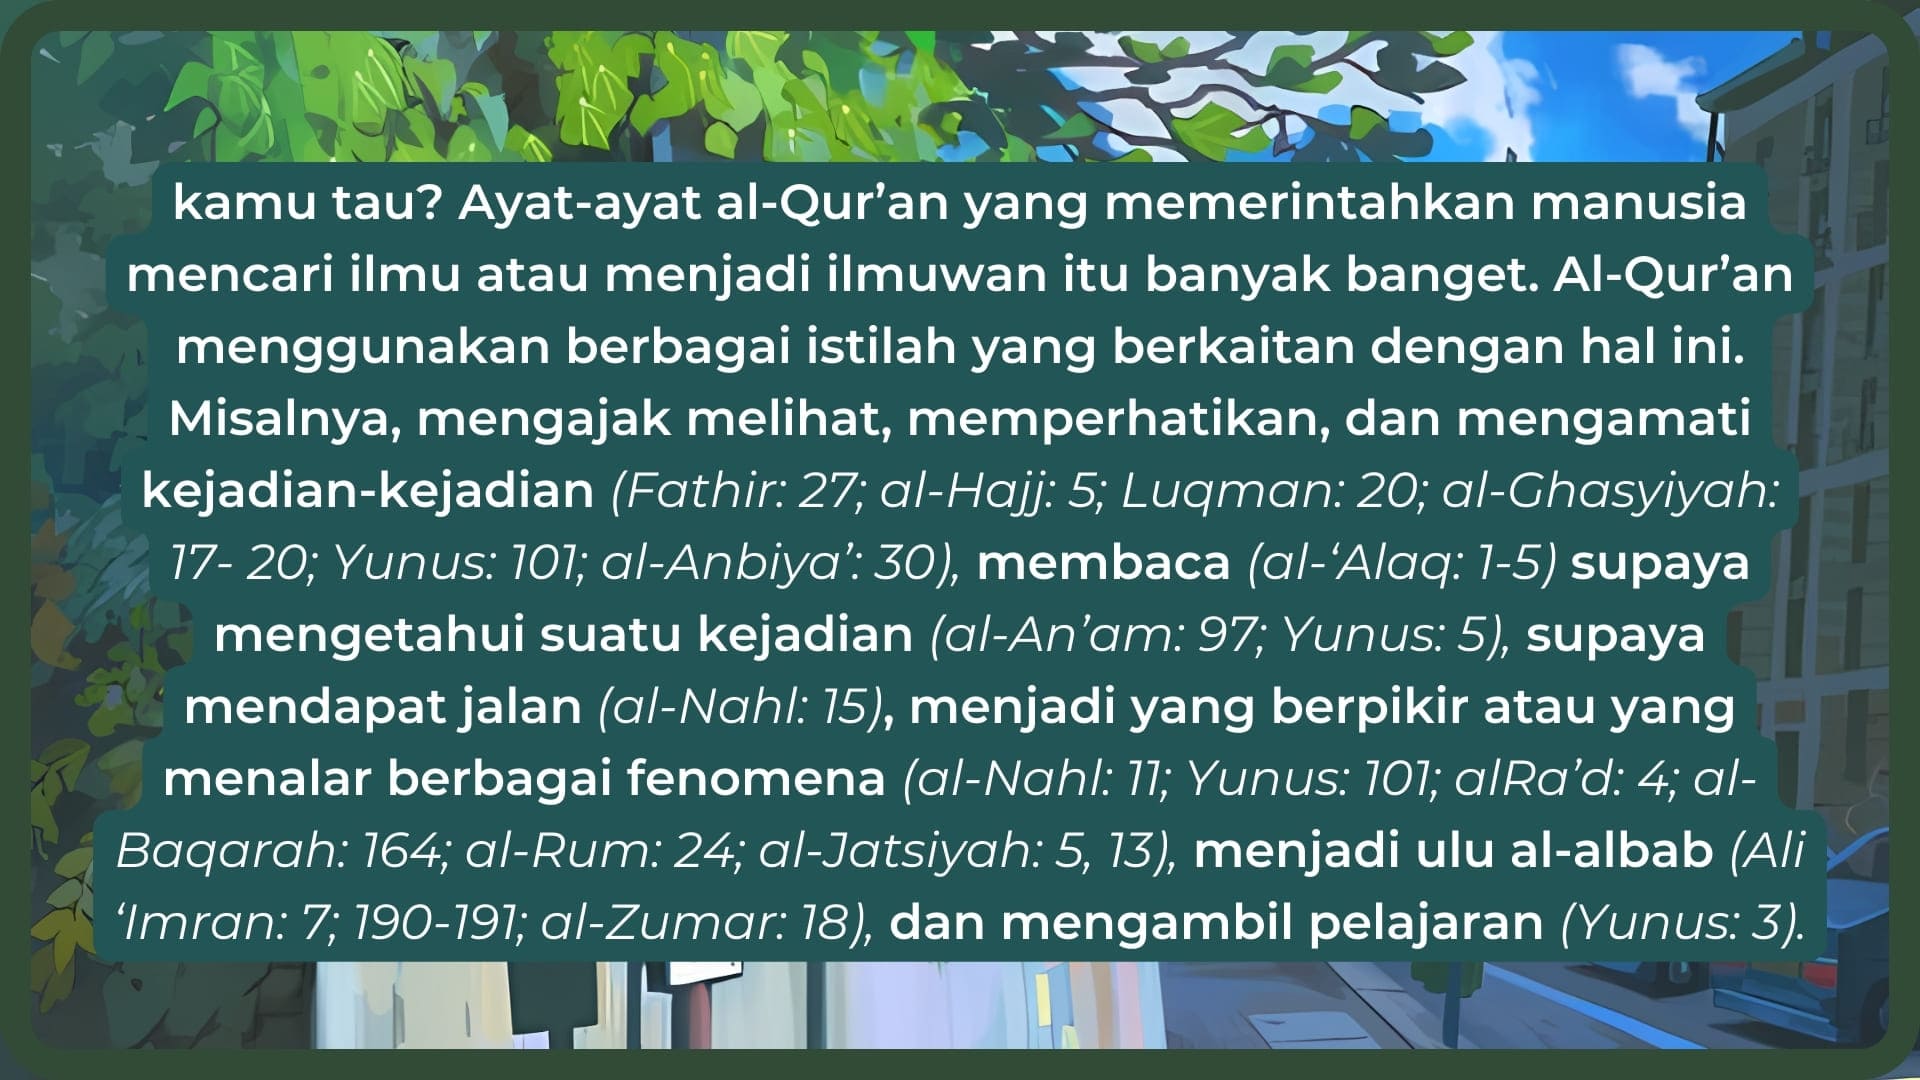 kamu tau? Ayat-ayat al-Qur’an yang memerintahkan manusia
mencari ilmu atau menjadi ilmuwan itu banyak banget. Al-Qur’an
menggunakan berbagai istilah yang berkaitan dengan hal ini.
Misalnya, mengajak melihat, memperhatikan, dan mengamati
kejadian-kejadian (Fathir: 27; al-Hajj: 5; Luqman: 20; al-Ghasyiyah:
17- 20; Yunus: 101; al-Anbiya’: 30), membaca (al-‘Alaq: 1-5) supaya
mengetahui suatu kejadian (al-An’am: 97; Yunus: 5), supaya
mendapat jalan (al-Nahl: 15), menjadi yang berpikir atau yang
menalar berbagai fenomena (al-Nahl: 11; Yunus: 101; alRa’d: 4; al-
Baqarah: 164; al-Rum: 24; al-Jatsiyah: 5, 13), menjadi ulu al-albab (Ali
‘Imran: 7; 190-191; al-Zumar: 18), dan mengambil pelajaran (Yunus: 3).